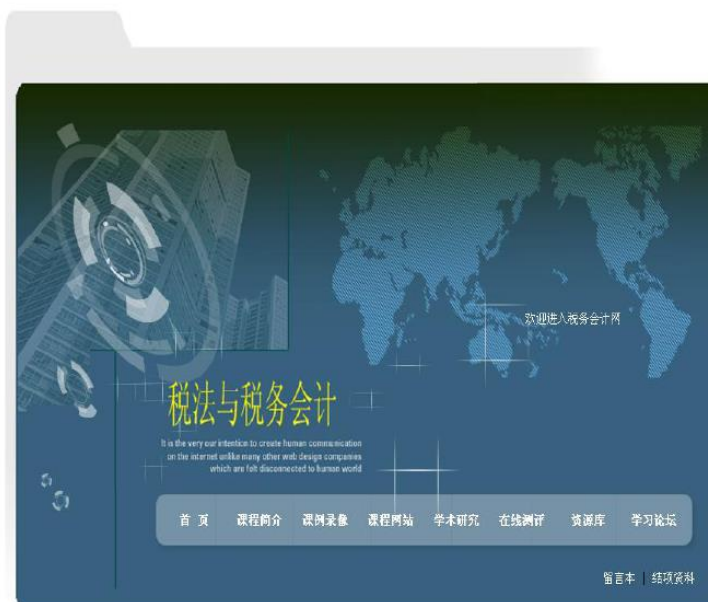 欢迎进入税务会计网
税法与税务会计
It is the very our intention to create human communication
on the internet unlike many other web design companies
which are felt disconnected to human world
首 页 课程简介 课例录像 课程网站 学术研究 在线测评 资源库 学习论坛
留言本 | 结项资料